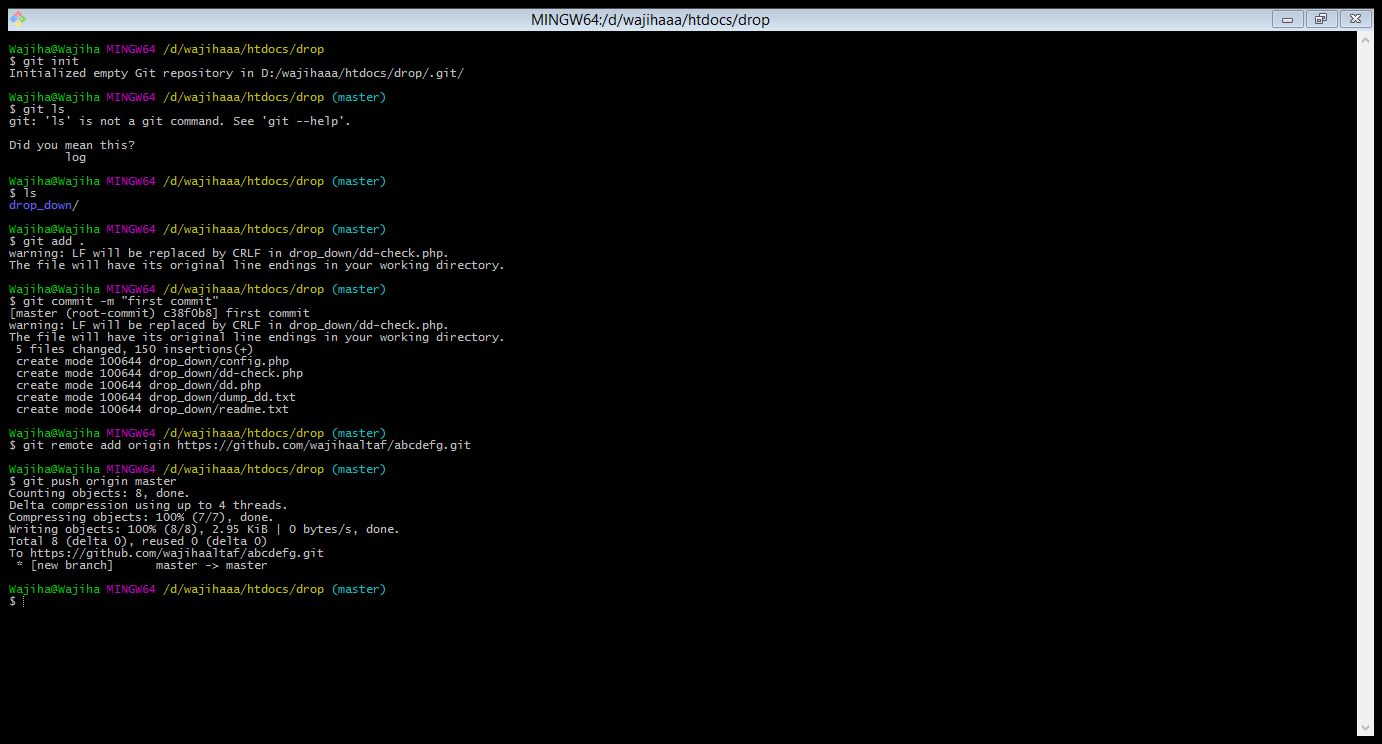 MINGW64:/d/wajihaaa/htdocs/drop
Wajiha@Wajiha MINGW64 /d/wajihaaa/htdocs/drop
$ git init
Initialized empty Git repository in D:/wajihaaa/htdocs/drop/.git/
Wajiha@Wajiha MINGW64 /d/wajihaaa/htdocs/drop (master)
$ git ls
git: 'ls' is not a git command. See 'git --help'.
Did you mean this?
log
Wajiha@Wajiha MINGW64 /d/wajihaaa/htdocs/drop (master)
$ ls
drop_down/
Wajiha@Wajiha MINGW64 /d/wajihaaa/htdocs/drop (master)
$ git add .
warning: LF will be replaced by CRLF in drop_down/dd-check.php.
The file will have its original line endings in your working directory.
Wajiha@Wajiha MINGW64 /d/wajihaaa/htdocs/drop (master)
$ git commit -m "first commit"
[master (root-commit) c38f0b8] first commit
warning: LF will be replaced by CRLF in drop_down/dd-check.php.
The file will have its original line endings in your working directory.
5 files changed, 150 insertions(+)
create mode 100644 drop_down/config.php
create mode 100644 drop_down/dd-check.php
create mode 100644 drop_down/dd.php
create mode 100644 drop_down/dump_dd.txt
create mode 100644 drop_down/readme.txt
Wajiha@Wajiha MINGW64 /d/wajihaaa/htdocs/drop (master)
$ git remote add origin https://github.com/wajihaaltaf/abcdefg.git
Wajiha@Wajiha MINGW64 /d/wajihaaa/htdocs/drop (master)
$ git push origin master
Counting objects: 8, done.
Delta compression using up to 4 threads.
Compressing objects: 100% (7/7), done.
Writing objects: 100% (8/8), 2.95 KiB | 0 bytes/s, done.
Total 8 (delta 0), reused 0 (delta 0)
To https://github.com/wajihaaltaf/abcdefg.git
* [new branch]      master -> master
Wajiha@Wajiha MINGW64 /d/wajihaaa/htdocs/drop (master)
$